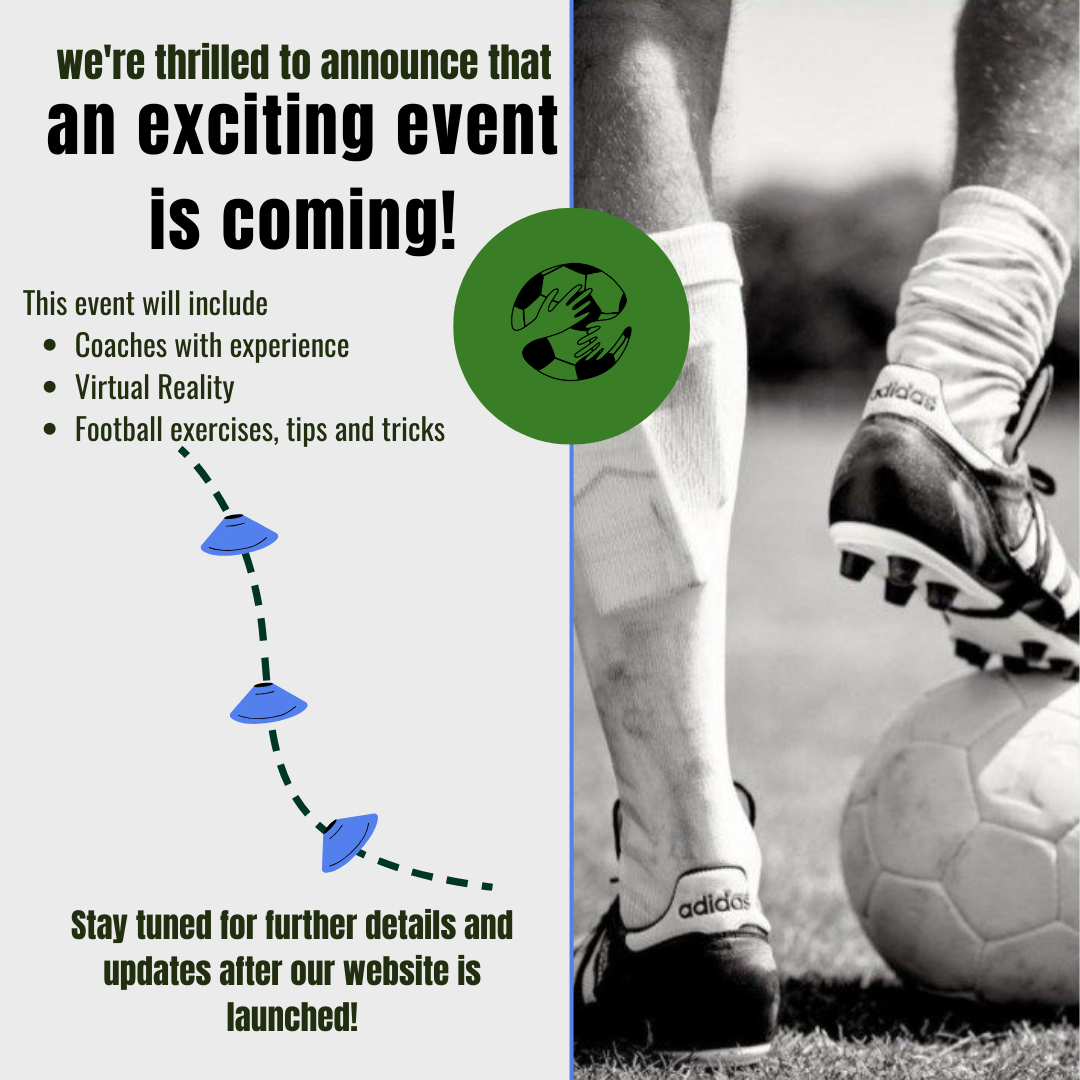 we're thrilled to announce that
an exciting event
is coming!
This event will include
• Coaches with experience
• Virtual Reality
• Football exercises, tips and tricks
adidas
adidas
Stay tuned for further details and
updates after our website is
launched!